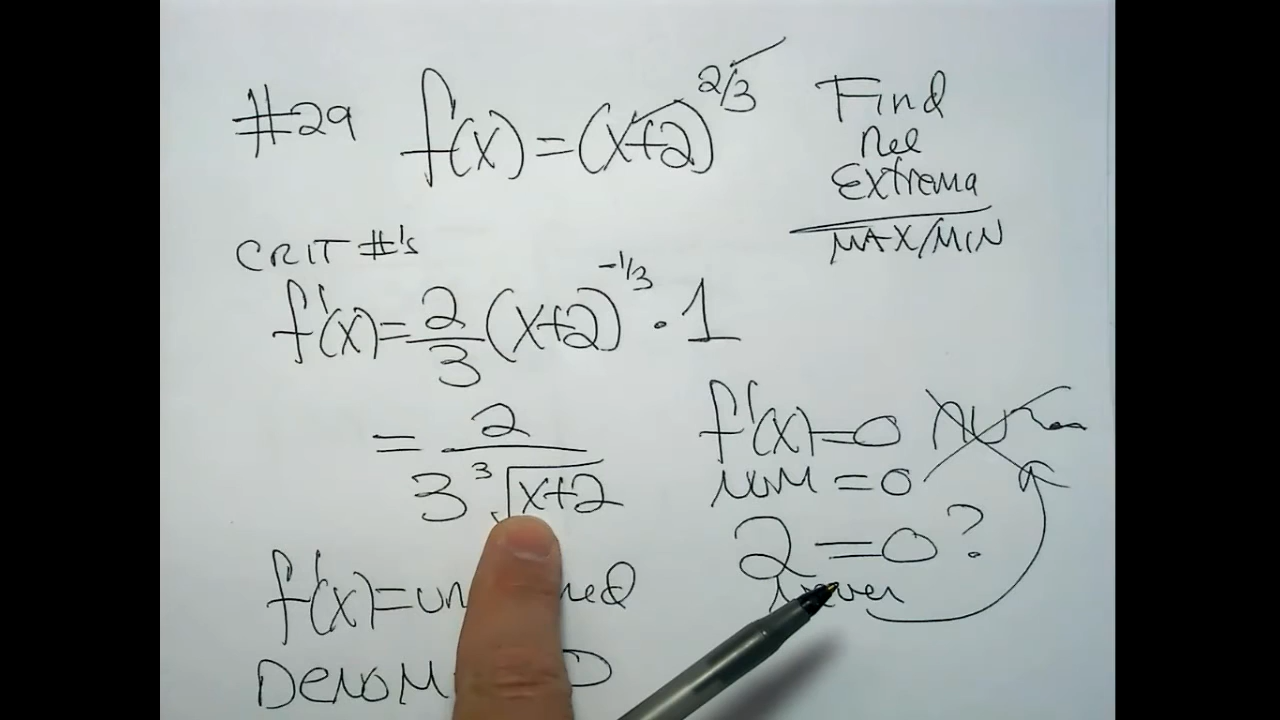 #29 f(x) = (x+2)^2/3
Find
Rel
Extrema
MAX/MIN
CRIT #'s
f'(x) = 2/3 (x+2)^-1/3 · 1
= 2 / 3 ∛(x+2)
f'(x) = 0
NUM = 0
2 = 0 ?
Never
f'(x) =
DENOM